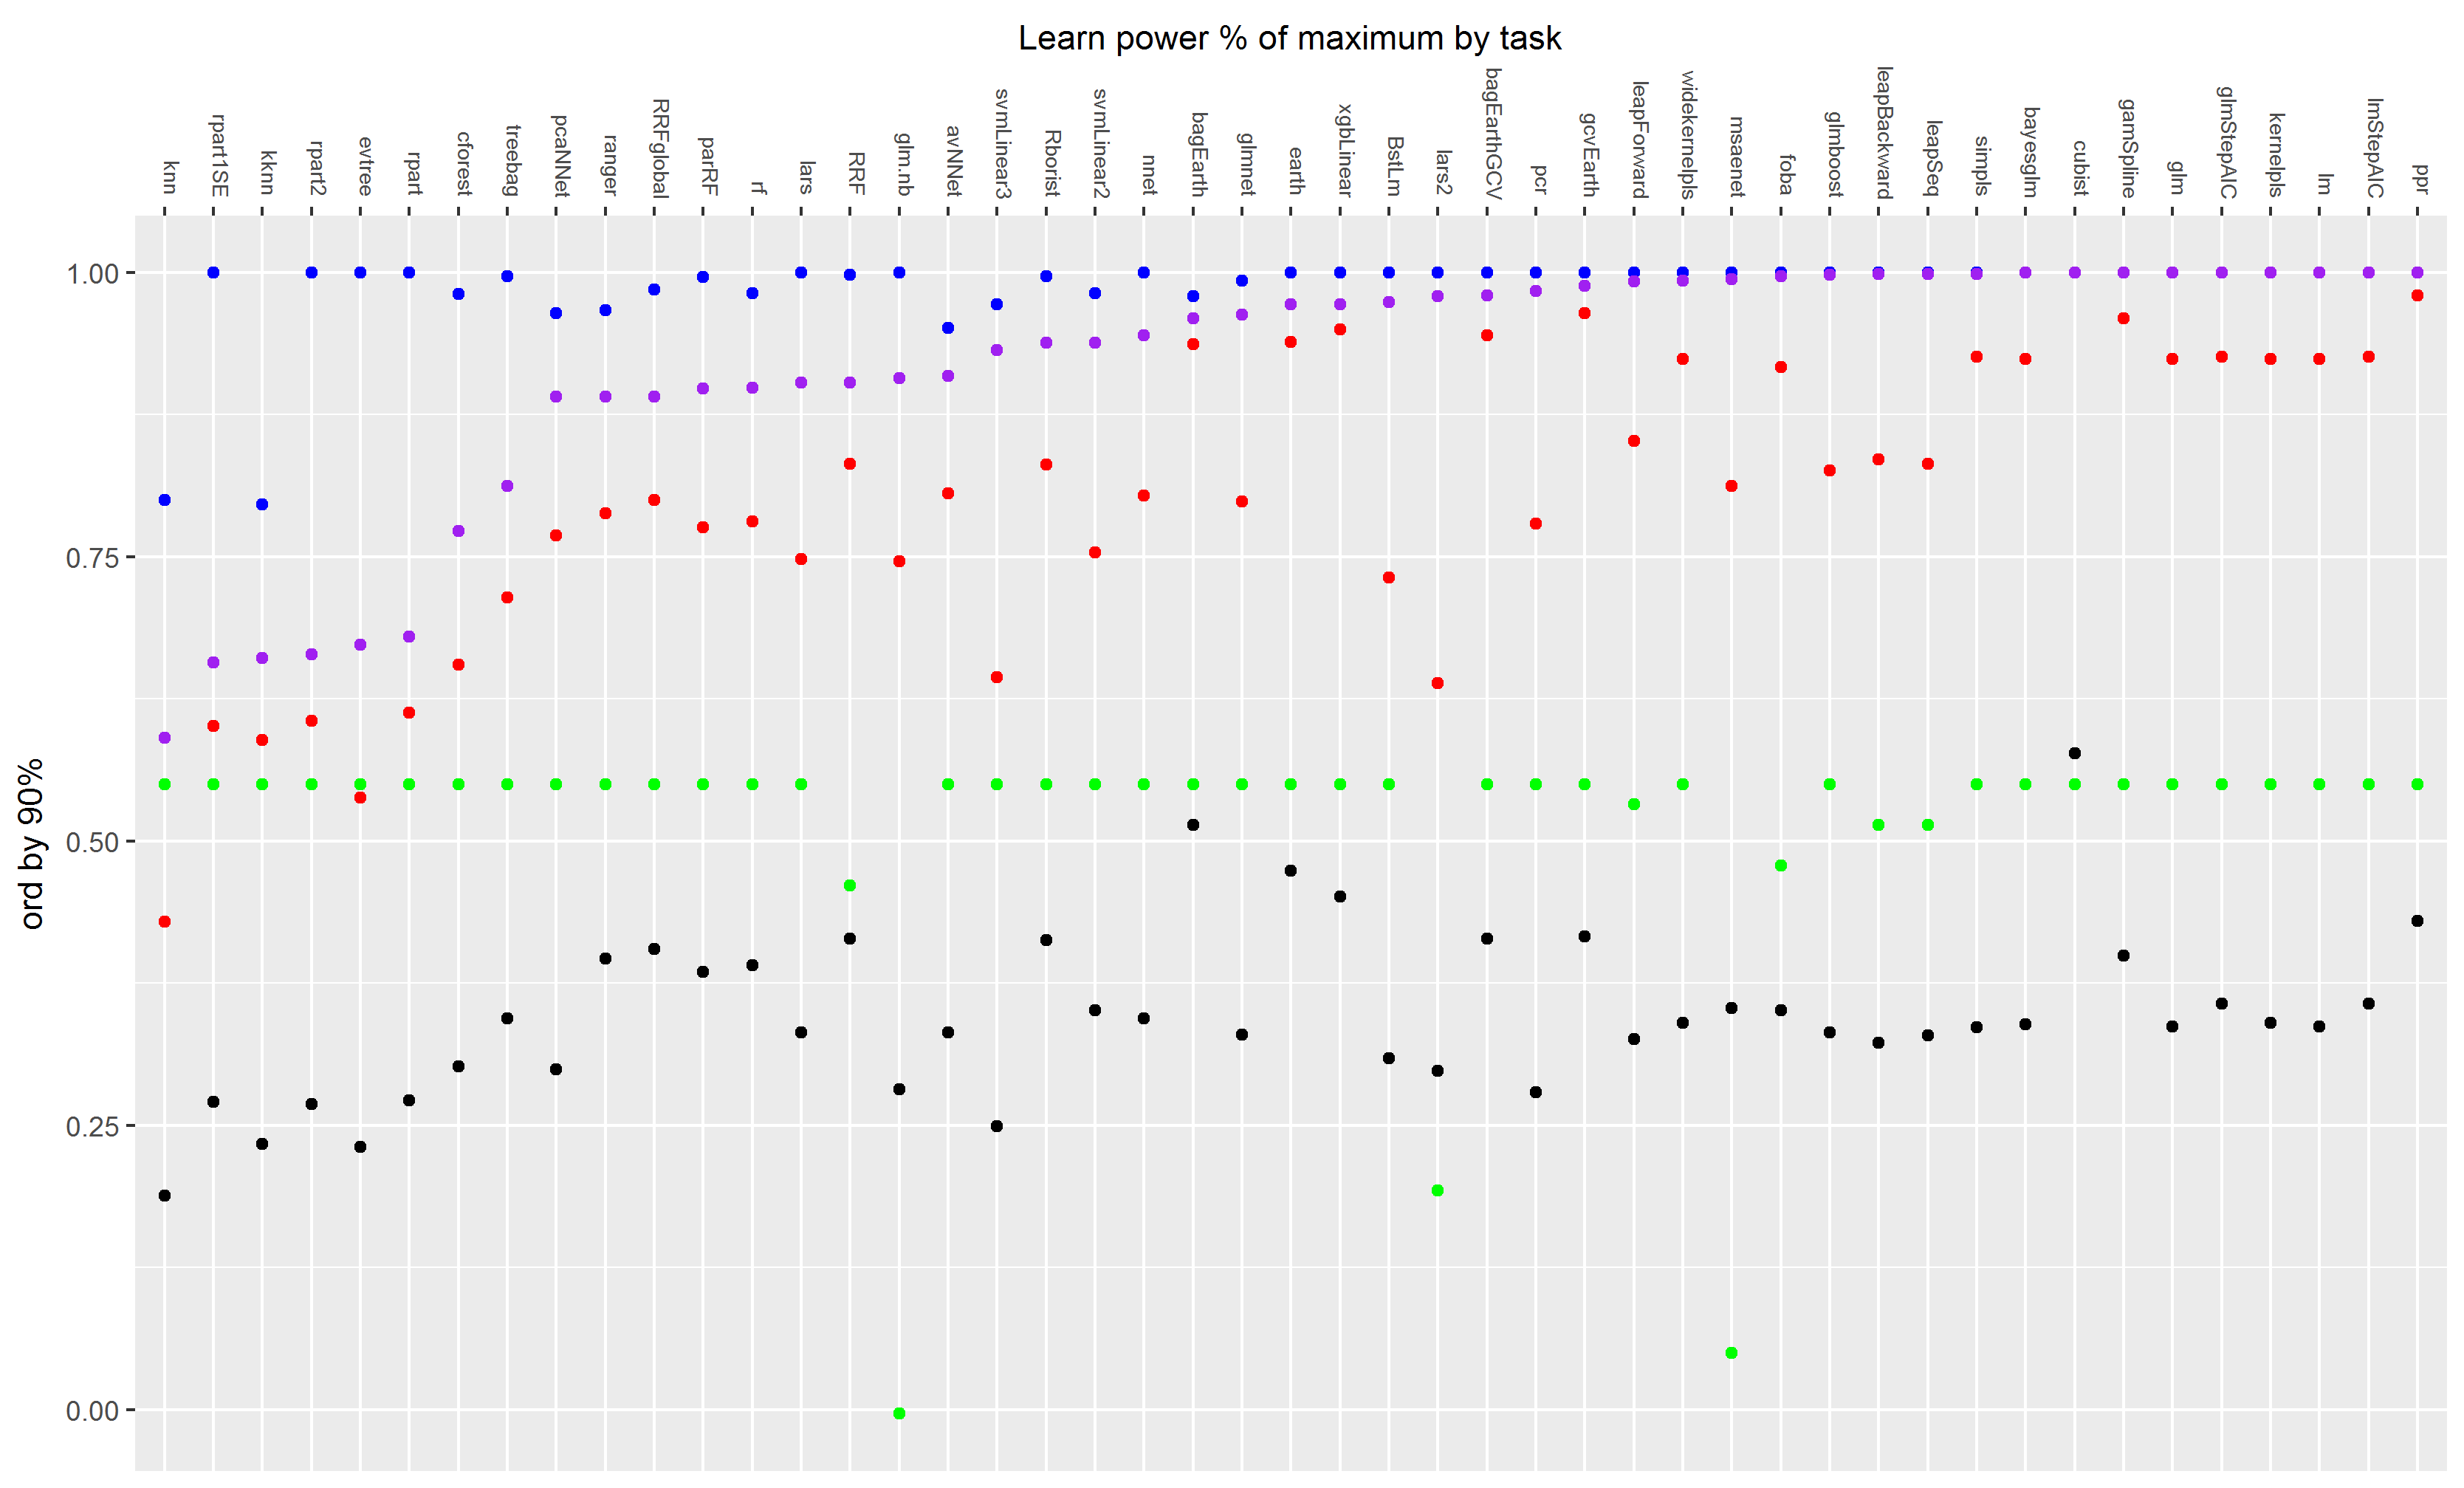 Learn power % of maximum by task
knn
rpart1SE
kknn
rpart2
evtree
rpart
cforest
treebag
pcaNNet
ranger
RRFglobal
parRF
rf
lars
RRF
glm.nb
avNNet
svmLinear3
Rborist
svmLinear2
nnet
bagEarth
glmnet
earth
xgbLinear
BstLm
lars2
bagEarthGCV
pcr
gcvEarth
leapForward
widekernelpls
msaenet
foba
glmboost
leapBackward
leapSeq
simpls
bayesglm
cubist
gamSpline
glm
glmStepAIC
kernelpls
lm
lmStepAIC
ppr
1.00
0.75
0.50
0.25
0.00
ord by 90%